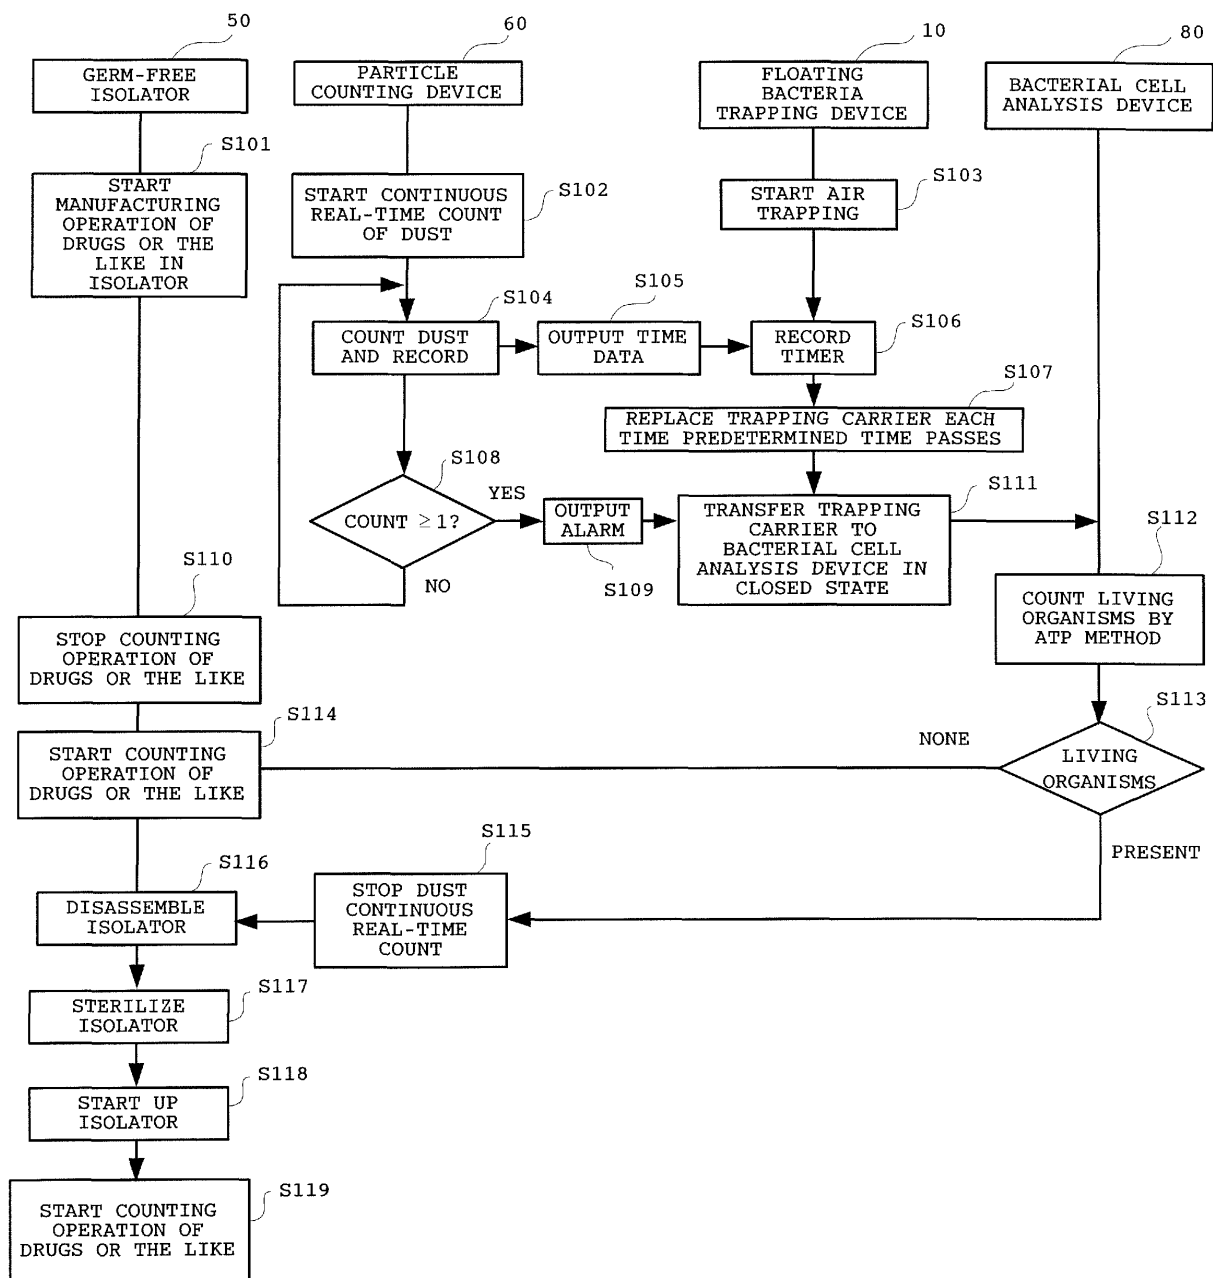 50
GERM-FREE
ISOLATOR
60
PARTICLE
COUNTING DEVICE
10
FLOATING
BACTERIA
TRAPPING DEVICE
80
BACTERIAL CELL
ANALYSIS DEVICE
S101
START
MANUFACTURING
OPERATION OF
DRUGS OR THE
LIKE IN
ISOLATOR
S102
START CONTINUOUS
REAL-TIME COUNT
OF DUST
S103
START AIR
TRAPPING
S104
COUNT DUST
AND RECORD
S105
OUTPUT TIME
DATA
S106
RECORD
TIMER
S107
REPLACE TRAPPING CARRIER EACH
TIME PREDETERMINED TIME PASSES
S108
COUNT ≥ 1?
YES
NO
OUTPUT
ALARM
S109
S111
TRANSFER TRAPPING
CARRIER TO
BACTERIAL CELL
ANALYSIS DEVICE IN
CLOSED STATE
S112
COUNT LIVING
ORGANISMS BY
ATP METHOD
S110
STOP COUNTING
OPERATION OF
DRUGS OR THE LIKE
S113
LIVING
ORGANISMS
NONE
PRESENT
S114
START COUNTING
OPERATION OF
DRUGS OR THE LIKE
S115
STOP DUST
CONTINUOUS
REAL-TIME
COUNT
S116
DISASSEMBLE
ISOLATOR
S117
STERILIZE
ISOLATOR
S118
START UP
ISOLATOR
S119
START COUNTING
OPERATION OF
DRUGS OR THE LIKE